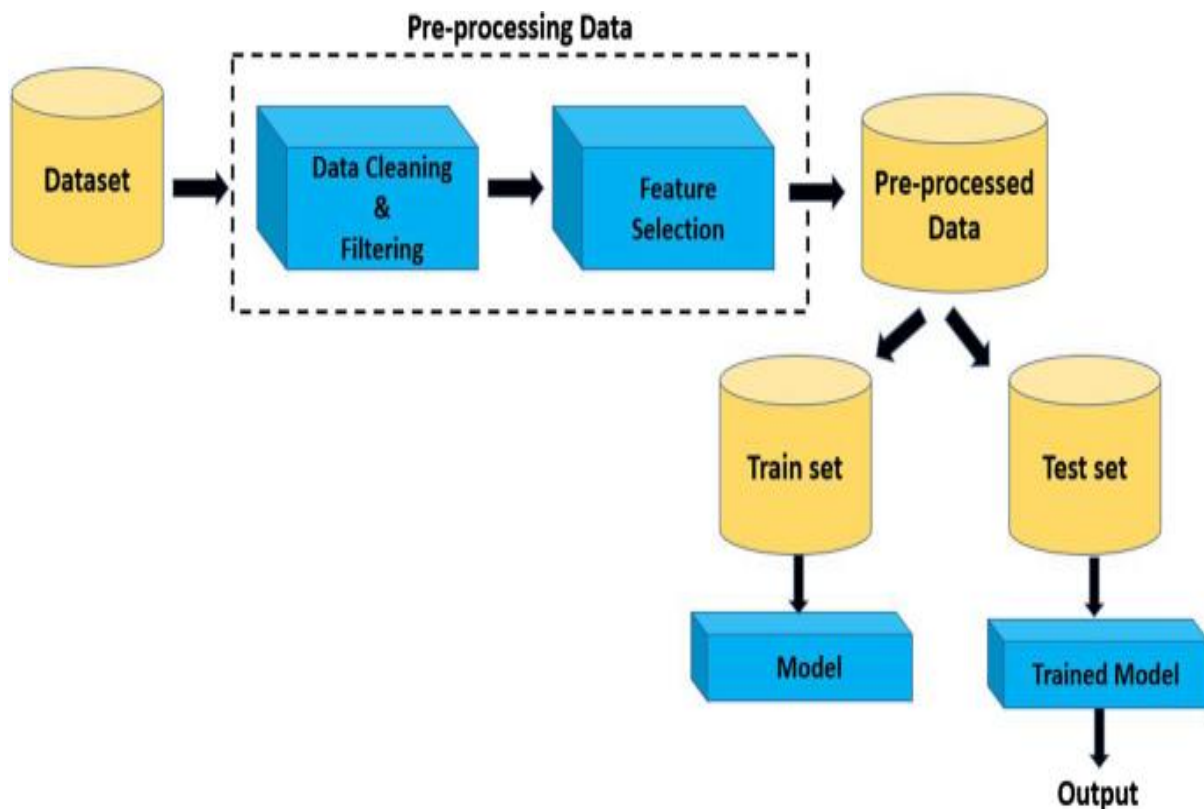 Pre-processing Data
Dataset
Data Cleaning
&
Filtering
Feature
Selection
Pre-processed
Data
Train set
Test set
Model
Trained Model
Output